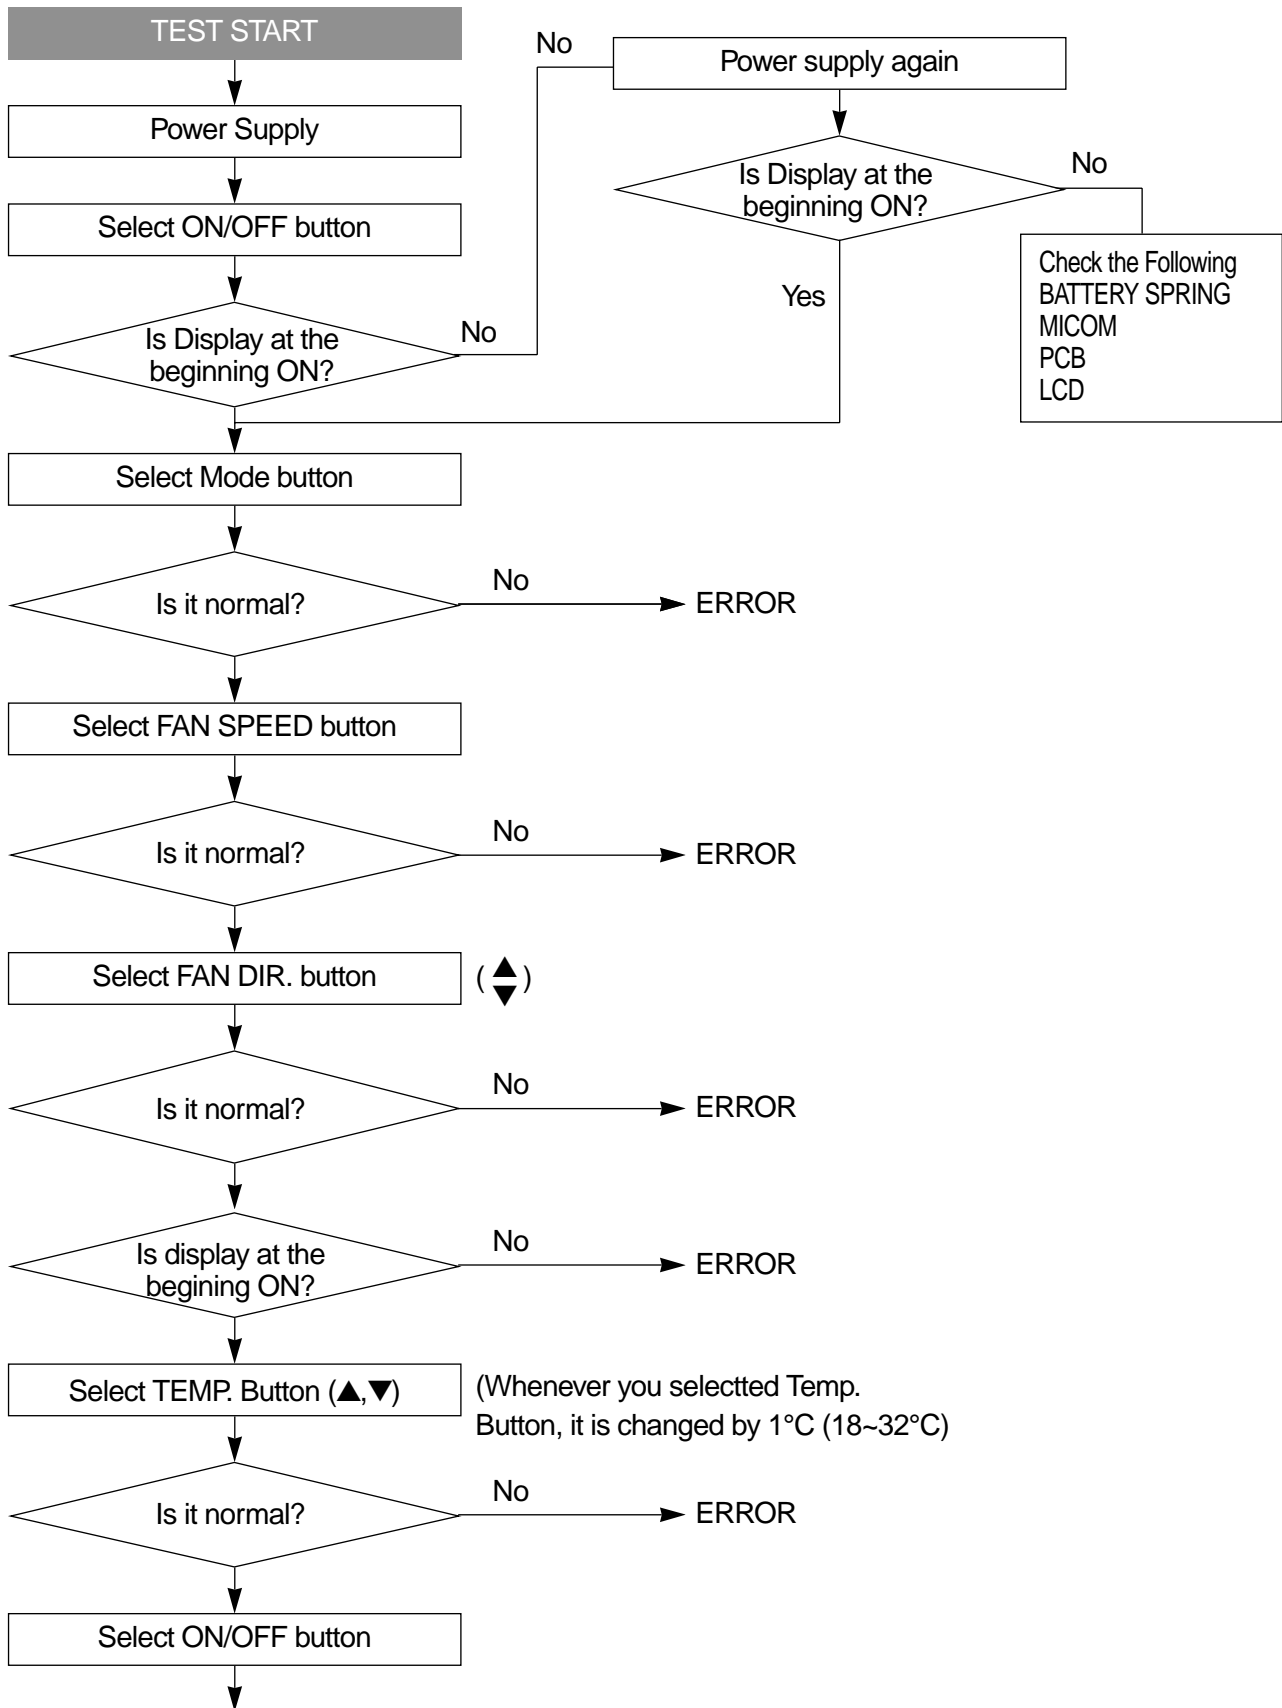 TEST START
Power Supply
Select ON/OFF button
Is Display at the
beginning ON?
No
No
Power supply again
Is Display at the
beginning ON?
No
Yes
Check the Following
BATTERY SPRING
MICOM
PCB
LCD
Select Mode button
Is it normal?
No
ERROR
Select FAN SPEED button
Is it normal?
No
ERROR
Select FAN DIR. button
(▲▼)
Is it normal?
No
ERROR
Is display at the
begining ON?
No
ERROR
Select TEMP. Button (▲,▼)
(Whenever you selectted Temp.
Button, it is changed by 1°C (18~32°C)
Is it normal?
No
ERROR
Select ON/OFF button